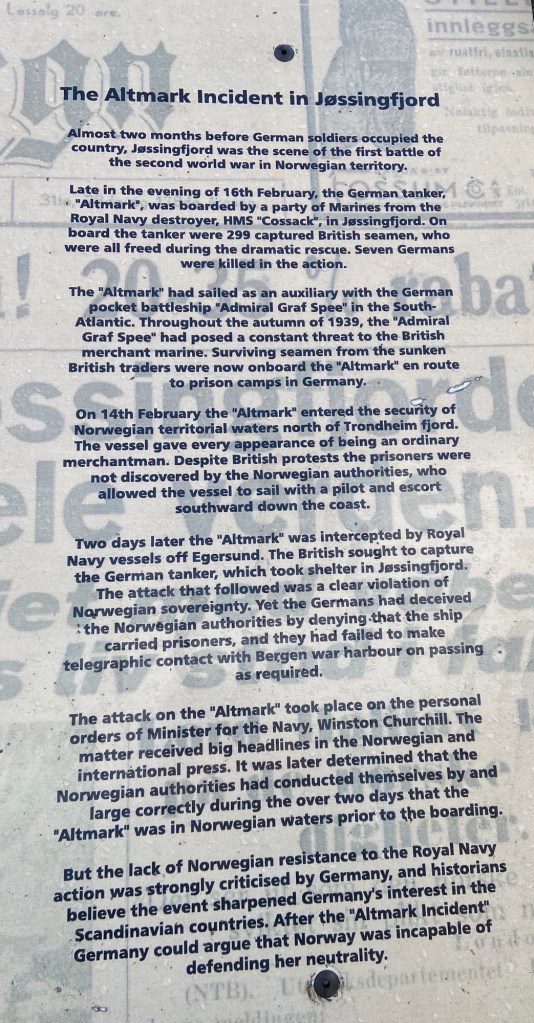 Løssalg 20 øre.
innleggss
av rustfri, elastis
The Altmark Incident in Jøssingfjord
Almost two months before German soldiers occupied the
country, Jøssingfjord was the scene of the first battle of
the second world war in Norwegian territory.
Late in the evening of 16th February, the German tanker,
"Altmark", was boarded by a party of Marines from the
Royal Navy destroyer, HMS "Cossack", in Jøssingfjord. On
board the tanker were 299 captured British seamen, who
were all freed during the dramatic rescue. Seven Germans
were killed in the action.
The "Altmark" had sailed as an auxiliary with the German
pocket battleship "Admiral Graf Spee" in the South-
Atlantic. Throughout the autumn of 1939, the "Admiral
Graf Spee" had posed a constant threat to the British
merchant marine. Surviving seamen from the sunken
British traders were now onboard the "Altmark" en route
to prison camps in Germany.
On 14th February the "Altmark" entered the security of
Norwegian territorial waters north of Trondheim fjord.
The vessel gave every appearance of being an ordinary
merchantman. Despite British protests the prisoners were
not discovered by the Norwegian authorities, who
allowed the vessel to sail with a pilot and escort
southward down the coast.
Two days later the "Altmark" was intercepted by Royal
Navy vessels off Egersund. The British sought to capture
the German tanker, which took shelter in Jøssingfjord.
The attack that followed was a clear violation of
Norwegian sovereignty. Yet the Germans had deceived
the Norwegian authorities by denying that the ship
carried prisoners, and they had failed to make
telegraphic contact with Bergen war harbour on passing
as required.
The attack on the "Altmark" took place on the personal
orders of Minister for the Navy, Winston Churchill. The
matter received big headlines in the Norwegian and
international press. It was later determined that the
Norwegian authorities had conducted themselves by and
large correctly during the over two days that the
"Altmark" was in Norwegian waters prior to the boarding.
But the lack of Norwegian resistance to the Royal Navy
action was strongly criticised by Germany, and historians
believe the event sharpened Germany's interest in the
Scandinavian countries. After the "Altmark Incident"
Germany could argue that Norway was incapable of
defending her neutrality.
(NTB).